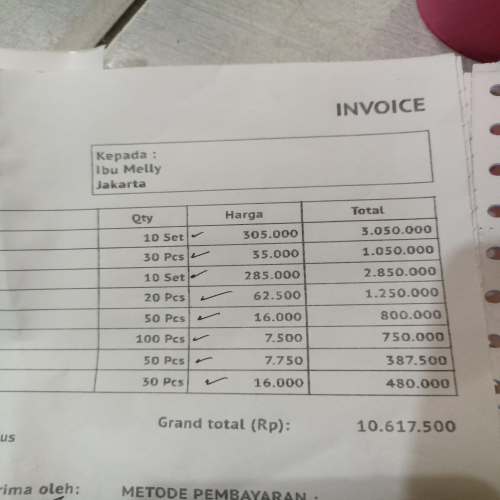 INVOICE
Kepada :
Ibu Melly
Jakarta
Qty Harga Total
10 Set 305.000 3.050.000
30 Pcs 35.000 1.050.000
10 Set 285.000 2.850.000
20 Pcs 62.500 1.250.000
50 Pcs 16.000 800.000
100 Pcs 7.500 750.000
50 Pcs 7.750 387.500
30 Pcs 16.000 480.000
Grand total (Rp): 10.617.500
us
rima oleh: METODE PEMBAYARAN :